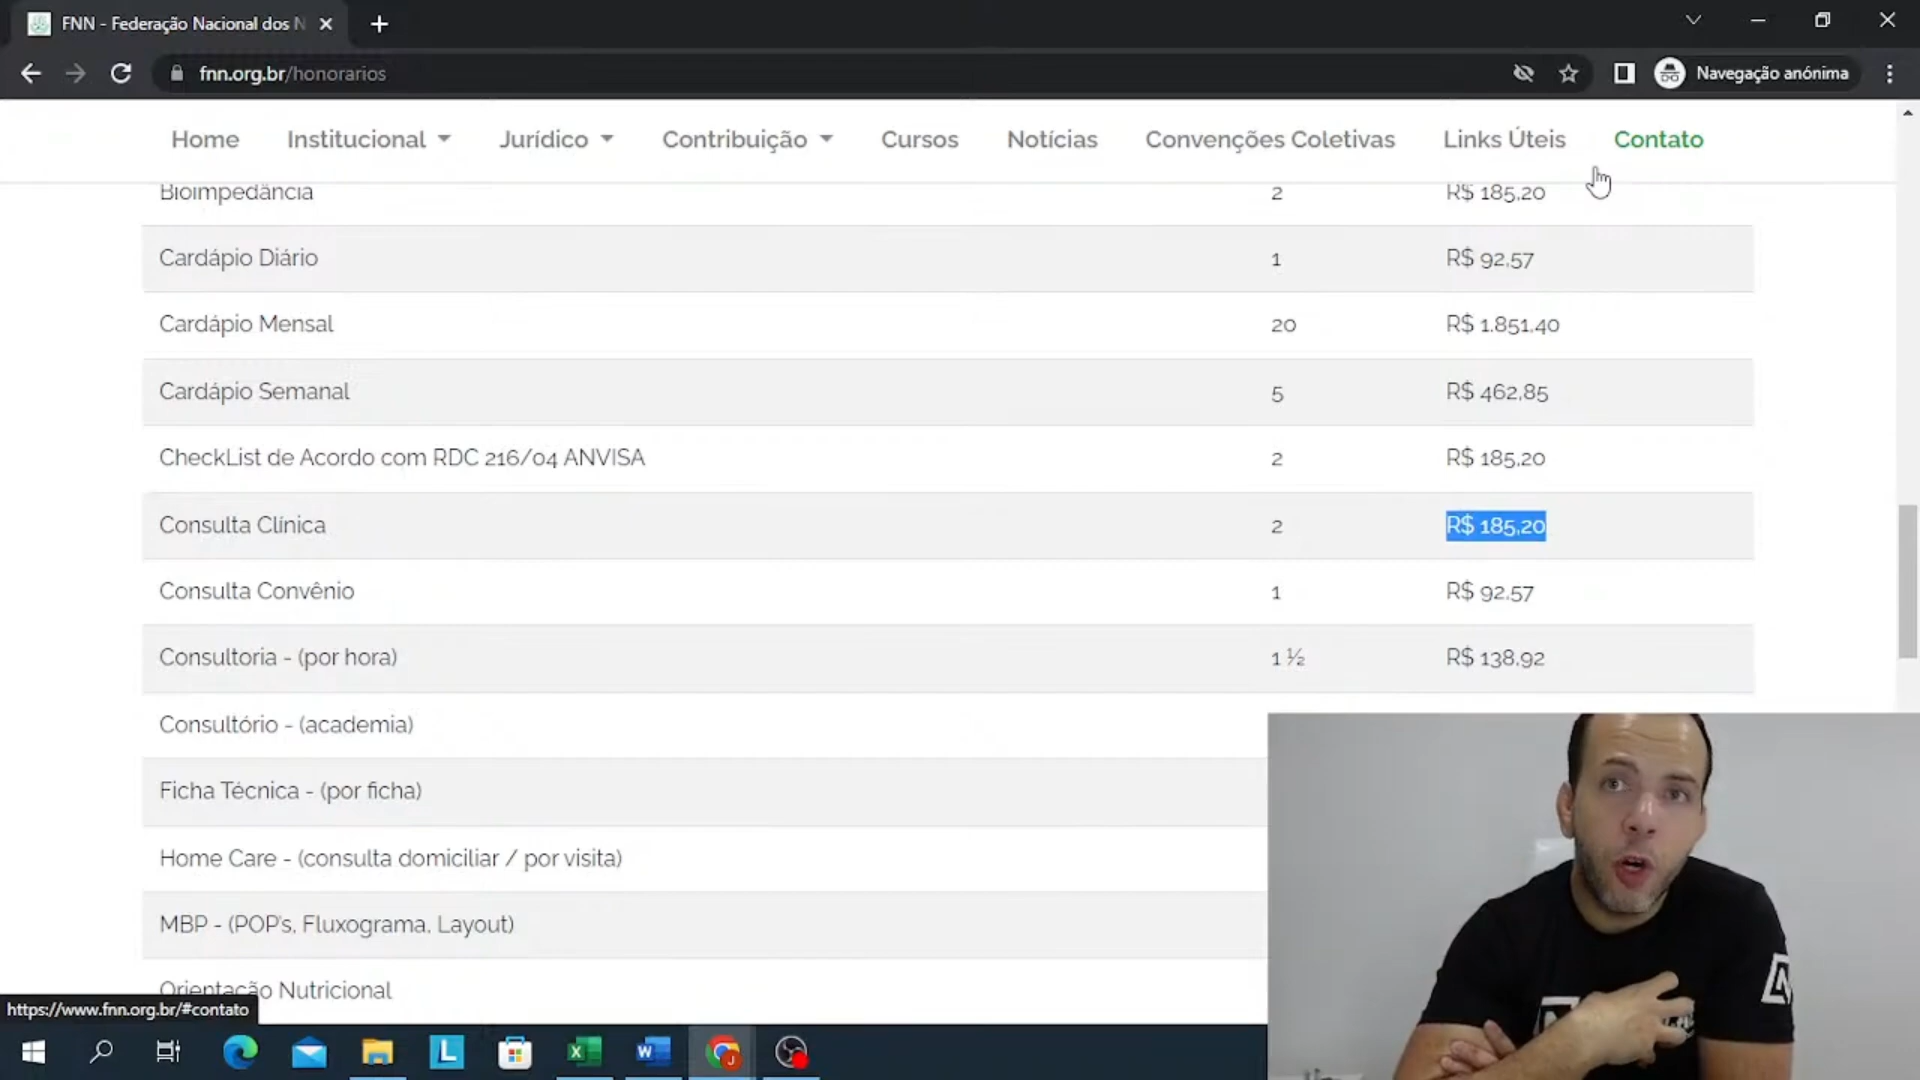 FNN - Federação Nacional dos N
fnn.org.br/honorarios
Navegação anónima
Home Institucional Jurídico Contribuição Cursos Notícias Convenções Coletivas Links Úteis Contato
Bioimpedância 2 R$ 185,20
Cardápio Diário 1 R$ 92,57
Cardápio Mensal 20 R$ 1.851,40
Cardápio Semanal 5 R$ 462,85
CheckList de Acordo com RDC 216/04 ANVISA 2 R$ 185,20
Consulta Clínica 2 R$ 185,20
Consulta Convênio 1 R$ 92,57
Consultoria - (por hora) 1 ½ R$ 138,92
Consultório - (academia)
Ficha Técnica - (por ficha)
Home Care - (consulta domiciliar / por visita)
MBP - (POP's, Fluxograma, Layout)
Orientação Nutricional
https://www.fnn.org.br/#contato